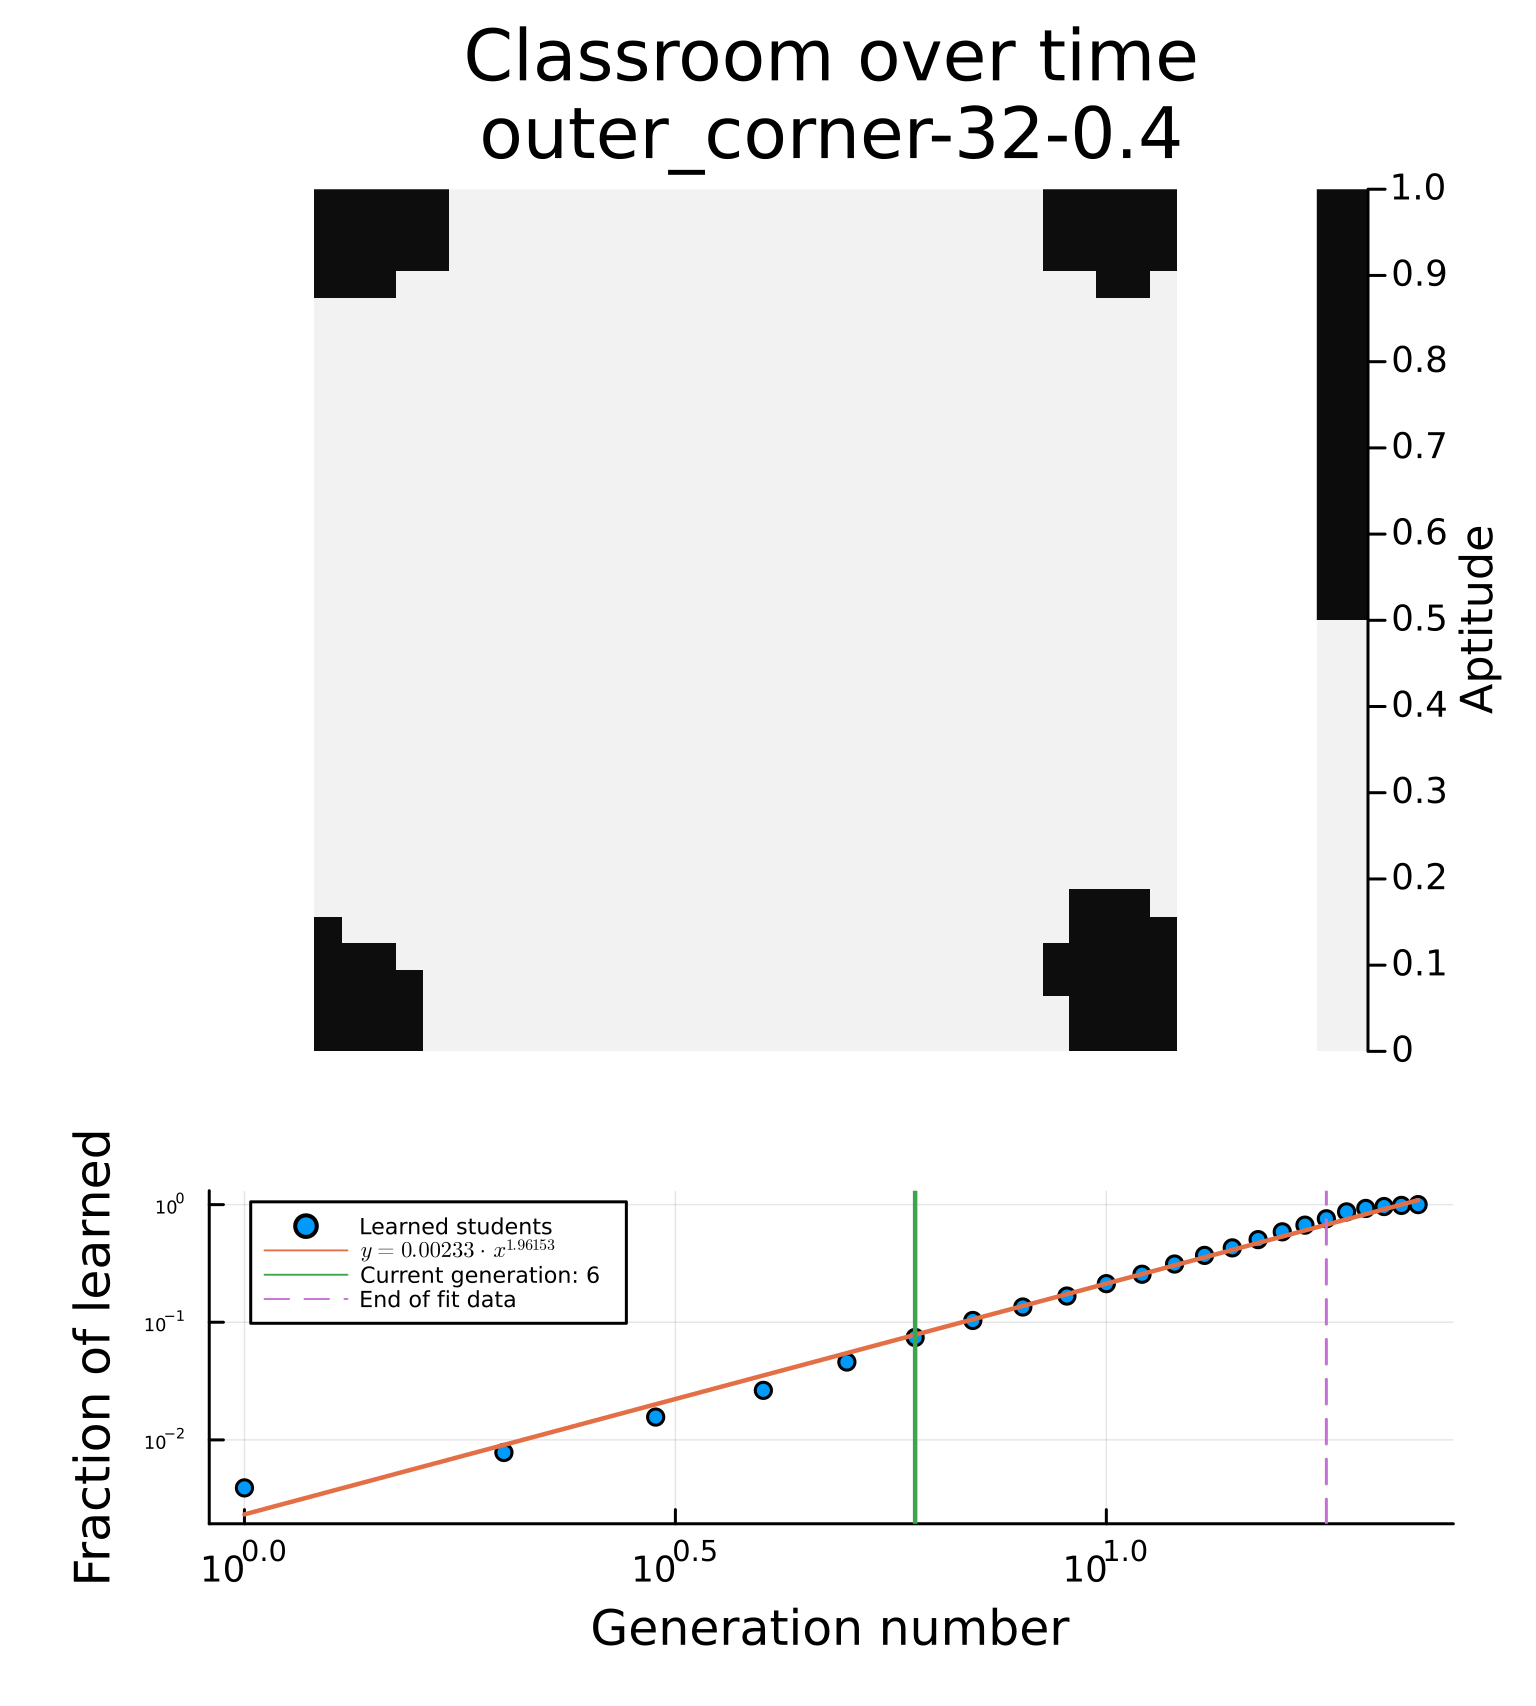 Classroom over time
outer_corner-32-0.4
1.0
0.9
0.8
0.7
0.6
0.5
0.4
0.3
0.2
0.1
0
Aptitude
Fraction of learned
10^0
10^-1
10^-2
Learned students
y = 0.00233 · x^1.96153
Current generation: 6
End of fit data
10^0.0 10^0.5 10^1.0
Generation number